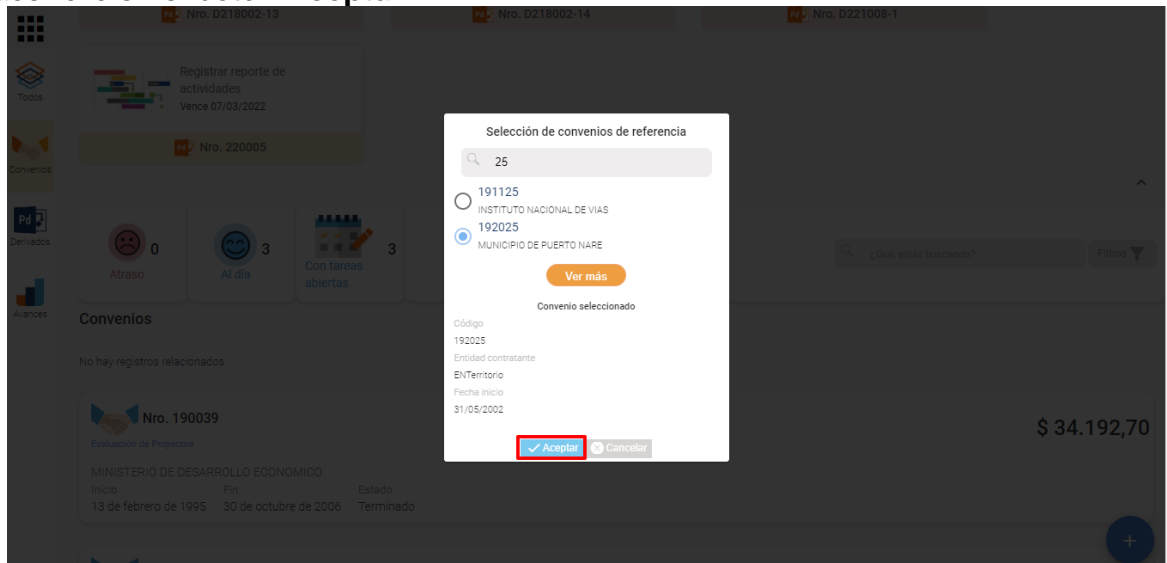 Nro. D218002-13
Nro. D218002-14
Nro. D221008-1
Todos
Registrar reporte de
actividades
Vence 07/03/2022
Nro. 220005
Convenios
Selección de convenios de referencia
25
191125
INSTITUTO NACIONAL DE VIAS
192025
MUNICIPIO DE PUERTO NARE
Ver más
Convenio seleccionado
Código
192025
Entidad contratante
ENTerritorio
Fecha inicio
31/05/2002
Aceptar
Cancelar
Pd
Derivados
0
Atraso
3
Al día
3
Con tareas
abiertas
¿Qué estás buscando?
Filtros
Avances
Convenios
No hay registros relacionados
Nro. 190039
$ 34.192,70
Evaluación de Proyectos
MINISTERIO DE DESARROLLO ECONOMICO
Inicio
Fin
Estado
13 de febrero de 1995
30 de octubre de 2006
Terminado
+